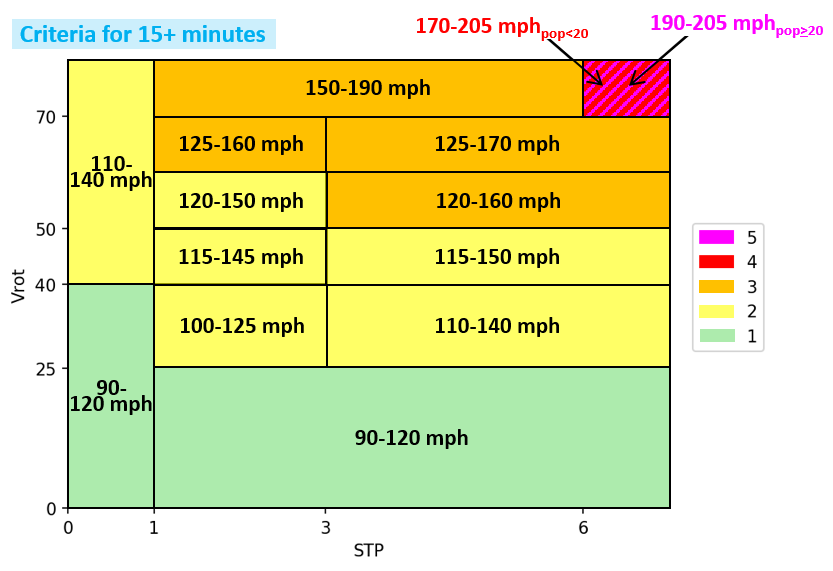 Criteria for 15+ minutes
170-205 mph pop<20
190-205 mph pop≥20
150-190 mph
70
125-160 mph
125-170 mph
110-
140 mph
120-150 mph
120-160 mph
50
115-145 mph
115-150 mph
40
Vrot
100-125 mph
110-140 mph
25
90-
120 mph
90-120 mph
0
0 1 3 6
STP
5
4
3
2
1